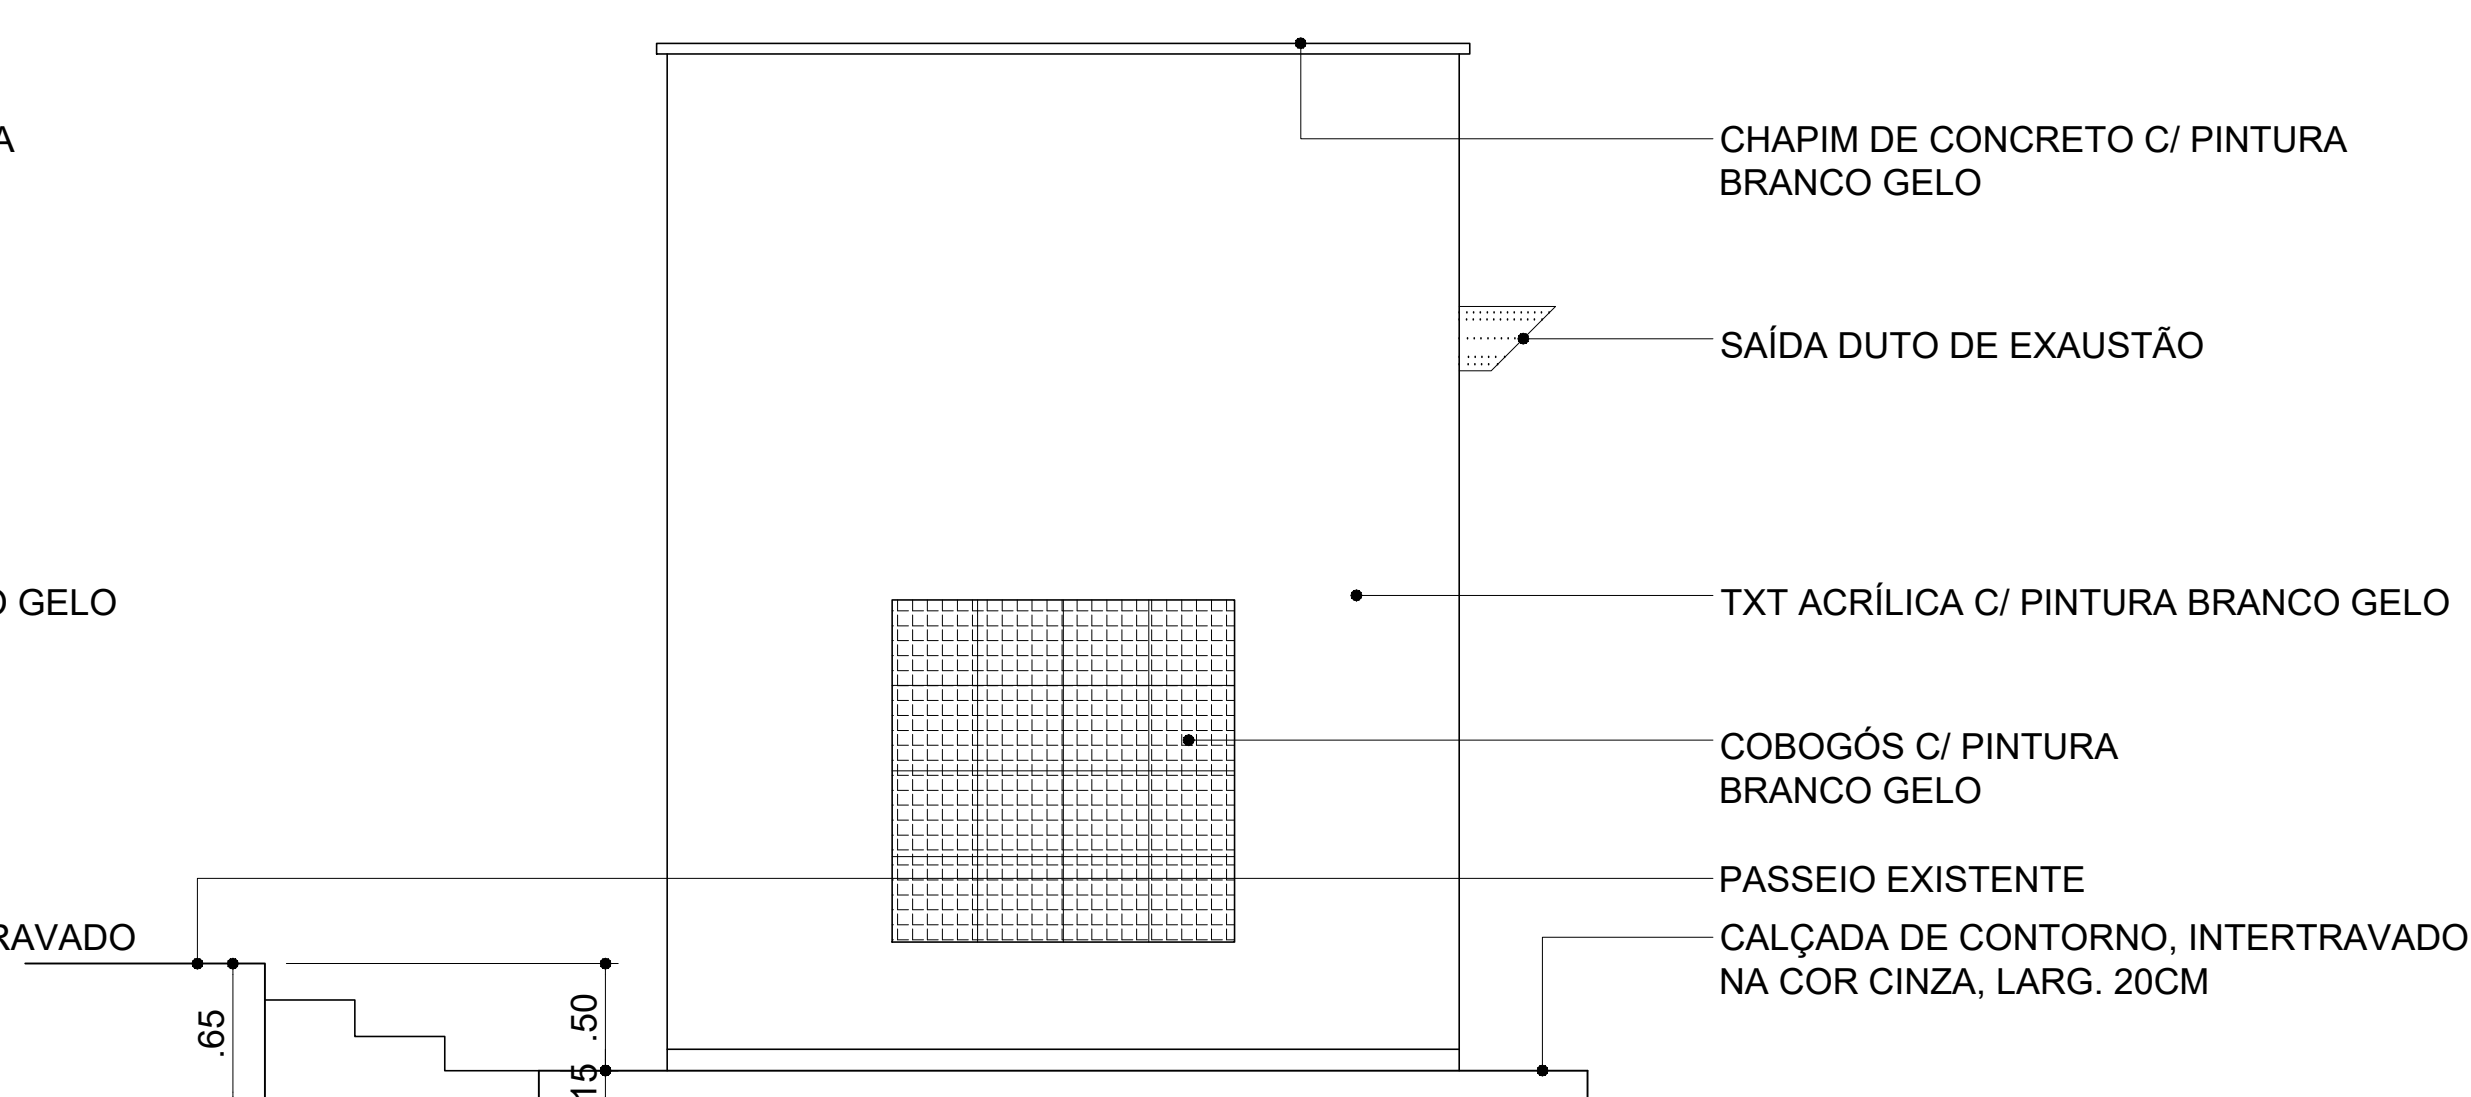 A
CHAPIM DE CONCRETO C/ PINTURA
BRANCO GELO
SAÍDA DUTO DE EXAUSTÃO
O GELO
TXT ACRÍLICA C/ PINTURA BRANCO GELO
COBOGÓS C/ PINTURA
BRANCO GELO
PASSEIO EXISTENTE
RAVADO
CALÇADA DE CONTORNO, INTERTRAVADO
NA COR CINZA, LARG. 20CM
.65
.50
15